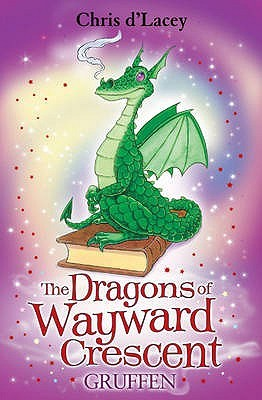 Chris d'Lacey
The Dragons of
Wayward
Crescent
GRUFFEN